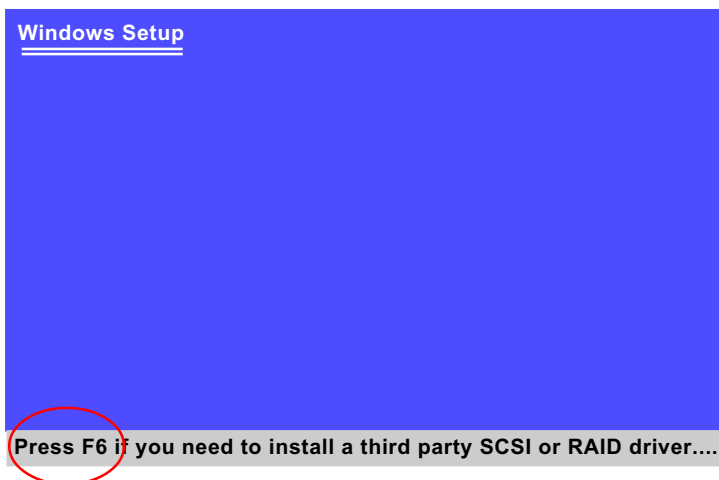 Windows Setup
Press F6 if you need to install a third party SCSI or RAID driver....